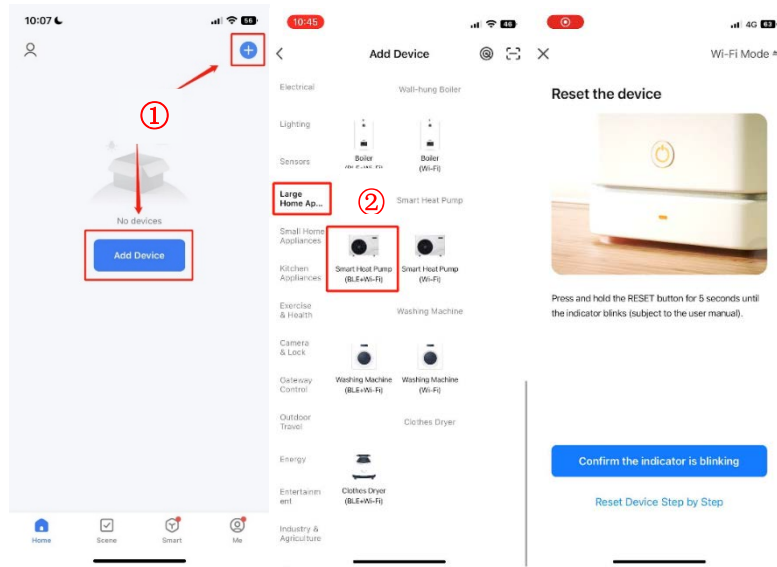 10:07
56
①
No devices
Add Device
Home
Scene
Smart
Me
10:45
46
Add Device
Electrical
Lighting
Sensors
Large
Home Ap...
Small Home
Appliances
Kitchen
Appliances
Exercise
& Health
Camera
& Lock
Gateway
Control
Outdoor
Travel
Energy
Entertainm
ent
Industry &
Agriculture
Wall-hung Boiler
Boiler
(BLE+Wi-Fi)
Boiler
(Wi-Fi)
②
Smart Heat Pump
Smart Heat Pump
(BLE+Wi-Fi)
Smart Heat Pump
(Wi-Fi)
Washing Machine
Washing Machine
(BLE+Wi-Fi)
Washing Machine
(Wi-Fi)
Clothes Dryer
Clothes Dryer
(BLE+Wi-Fi)
4G 63
Wi-Fi Mode
Reset the device
Press and hold the RESET button for 5 seconds until
the indicator blinks (subject to the user manual).
Confirm the indicator is blinking
Reset Device Step by Step